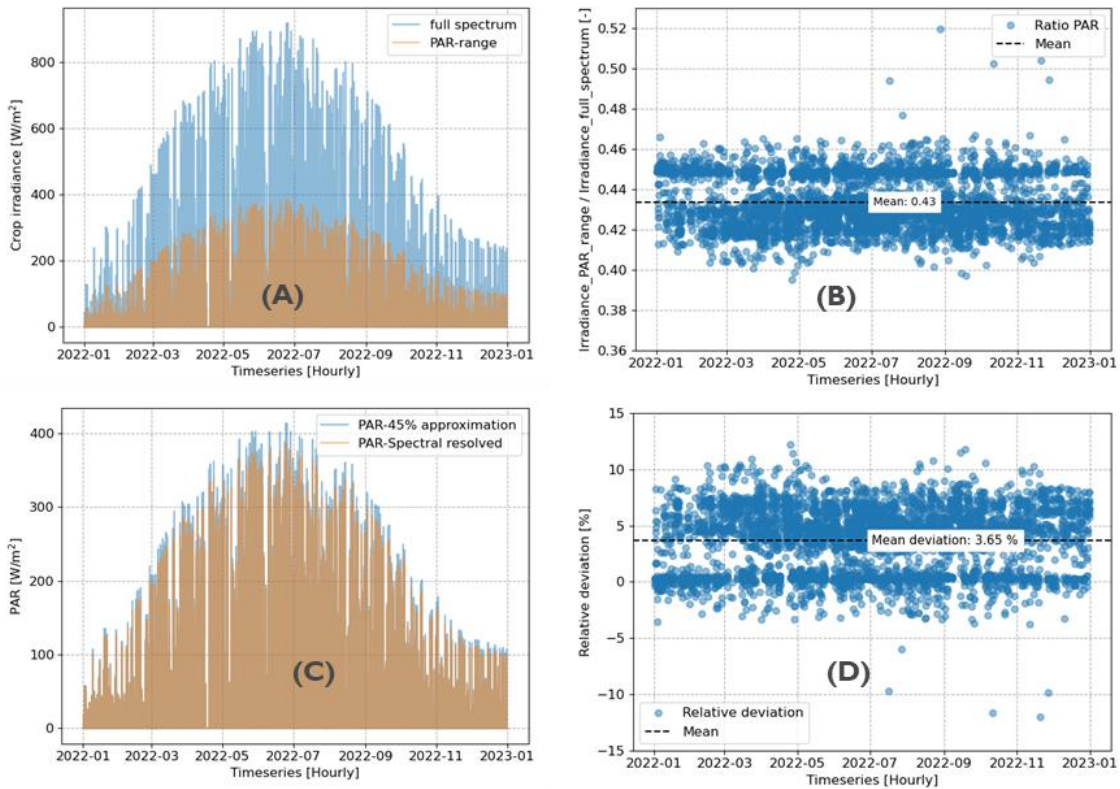 full spectrum
PAR-range
Crop irradiance [W/m²]
800
600
400
200
0
(A)
2022-01 2022-03 2022-05 2022-07 2022-09 2022-11 2023-01
Timeseries [Hourly]
Ratio PAR
Mean
Irradiance_PAR_range / Irradiance_full_spectrum [-]
0.52
0.50
0.48
0.46
0.44
0.42
0.40
0.38
0.36
Mean: 0.43
(B)
2022-01 2022-03 2022-05 2022-07 2022-09 2022-11 2023-01
Timeseries [Hourly]
PAR-45% approximation
PAR-Spectral resolved
PAR [W/m²]
400
300
200
100
0
(C)
2022-01 2022-03 2022-05 2022-07 2022-09 2022-11 2023-01
Timeseries [Hourly]
Relative deviation [%]
15
10
5
0
−5
−10
−15
Mean deviation: 3.65 %
(D)
Relative deviation
Mean
2022-01 2022-03 2022-05 2022-07 2022-09 2022-11 2023-01
Timeseries [Hourly]